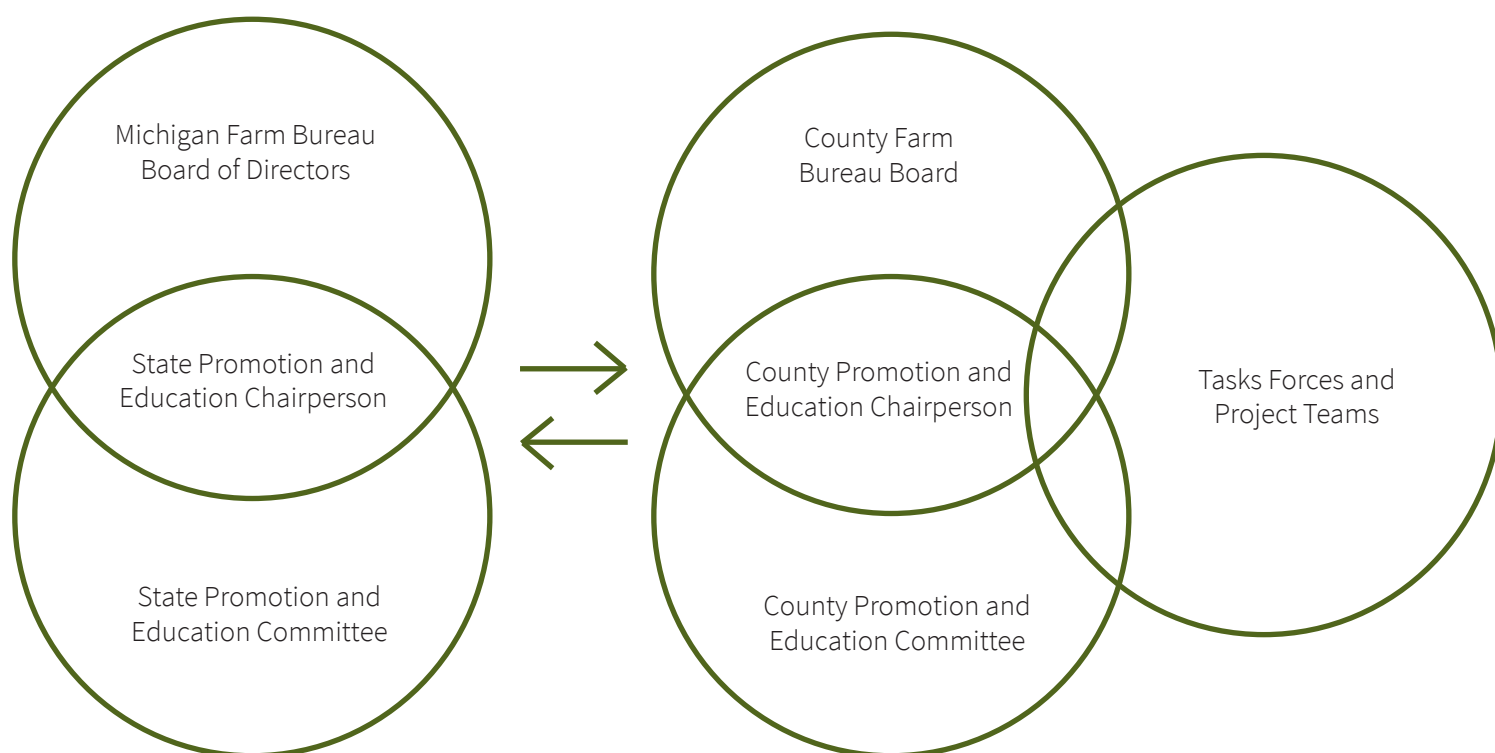 Michigan Farm Bureau
Board of Directors
State Promotion and
Education Chairperson
State Promotion and
Education Committee
County Farm
Bureau Board
County Promotion and
Education Chairperson
County Promotion and
Education Committee
Tasks Forces and
Project Teams